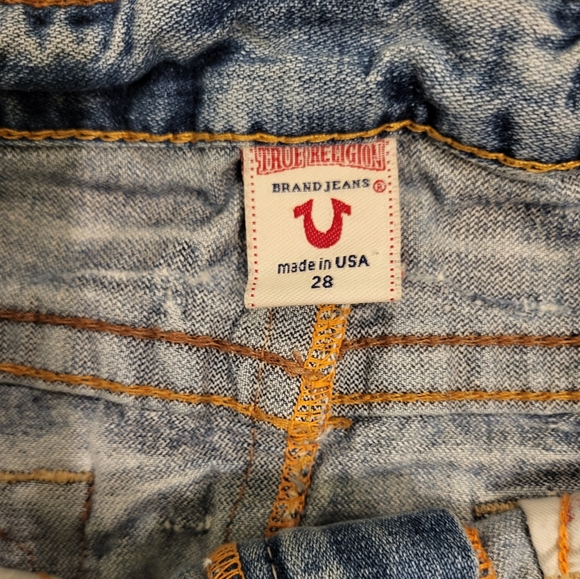 TRUE RELIGION
BRAND JEANS ®
made in USA
28